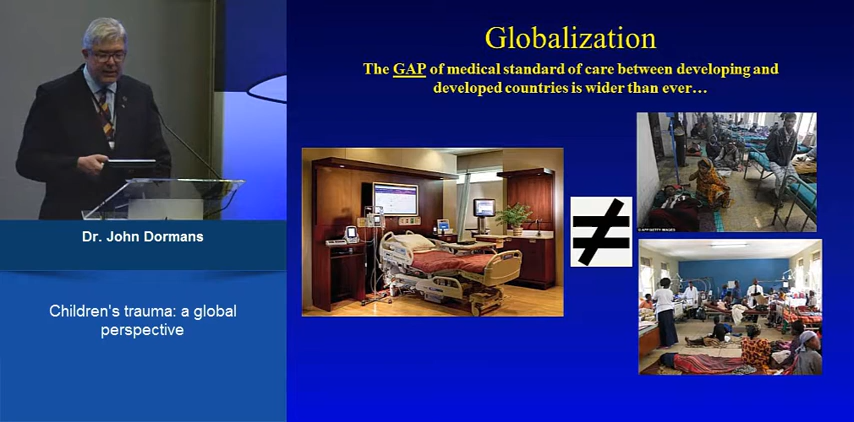 Globalization
The GAP of medical standard of care between developing and
developed countries is wider than ever…
≠
Dr. John Dormans
Children's trauma: a global
perspective